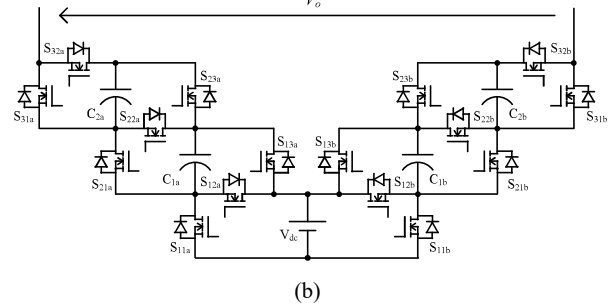 Vo
S32a
S32b
S31a
C2a
S22a
S23a
S23b
S22b
C2b
S31b
S21a
C1a
S12a
S13a
S13b
S12b
C1b
S21b
S11a
Vdc
S11b
(b)